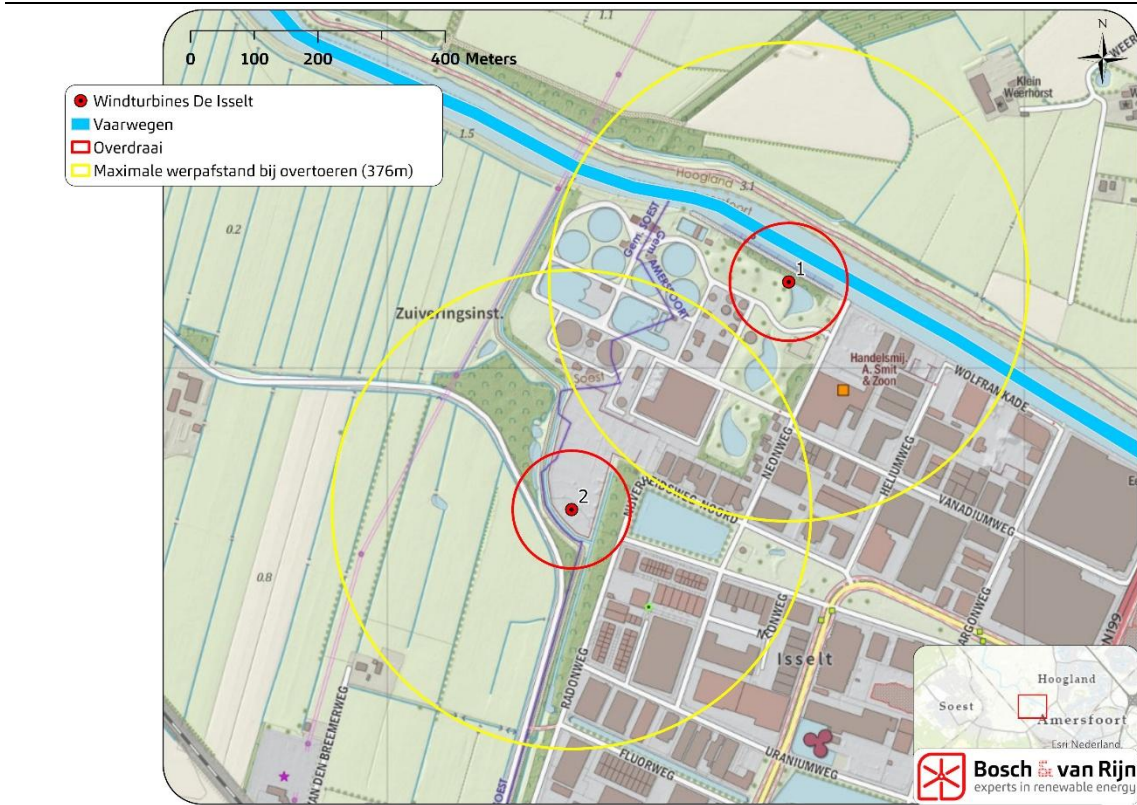 1.1
N
WEER
0 100 200 400 Meters
Klein
Weerhorst
Windturbines De Isselt
Vaarwegen
Overdraai
Maximale werpafstand bij overtoeren (376m)
1.5
Hoogland
3.1
0.2
Gem. SOEST
Gem. AMERSFOORT
1
Zuiveringsinst.
Soest
Handelsmij.
A. Smit
& Zoon
WOLFRAMKADE
NEONWEG
HELIUMWEG
VANADIUMWEG
2
NIJVERHEIDSWEG-NOORD
0.8
NEONWEG
ARGONWEG
N199
Isselt
RADONWEG
VAN DEN BREEMERWEG
FLUORWEG
URANIUMWEG
SOEST
Hoogland
Soest
Amersfoort
Esri Nederland
Bosch & van Rijn
experts in renewable energy